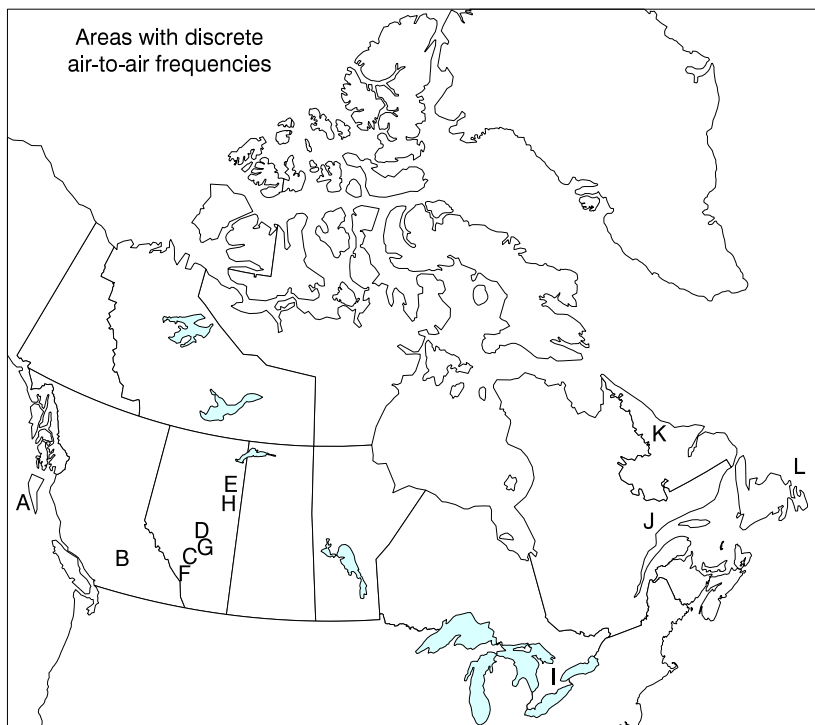 Areas with discrete
air-to-air frequencies
K
L
E
A
H
J
D
G
B
C
F
I